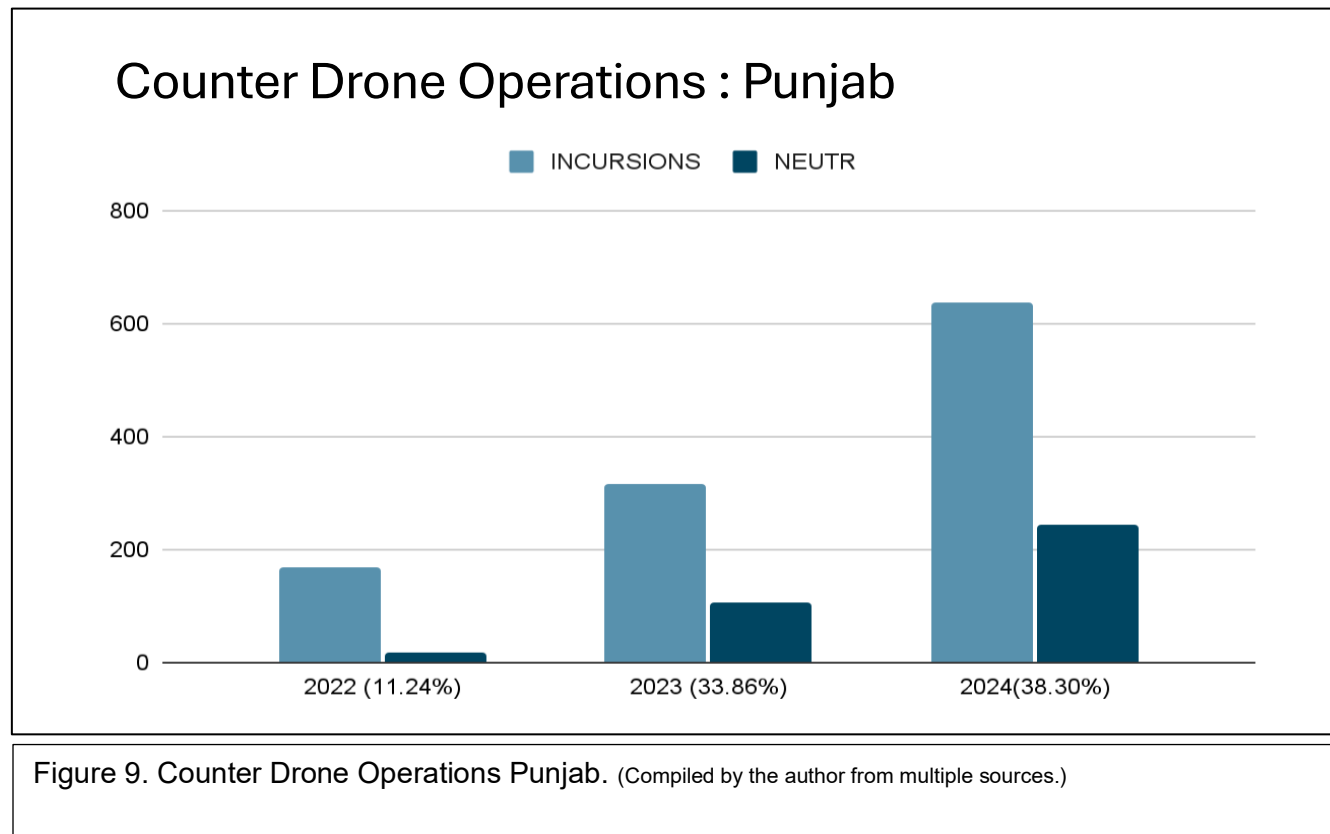 Counter Drone Operations : Punjab
INCURSIONS NEUTR
800
600
400
200
0
2022 (11.24%) 2023 (33.86%) 2024(38.30%)
Figure 9. Counter Drone Operations Punjab. (Compiled by the author from multiple sources.)